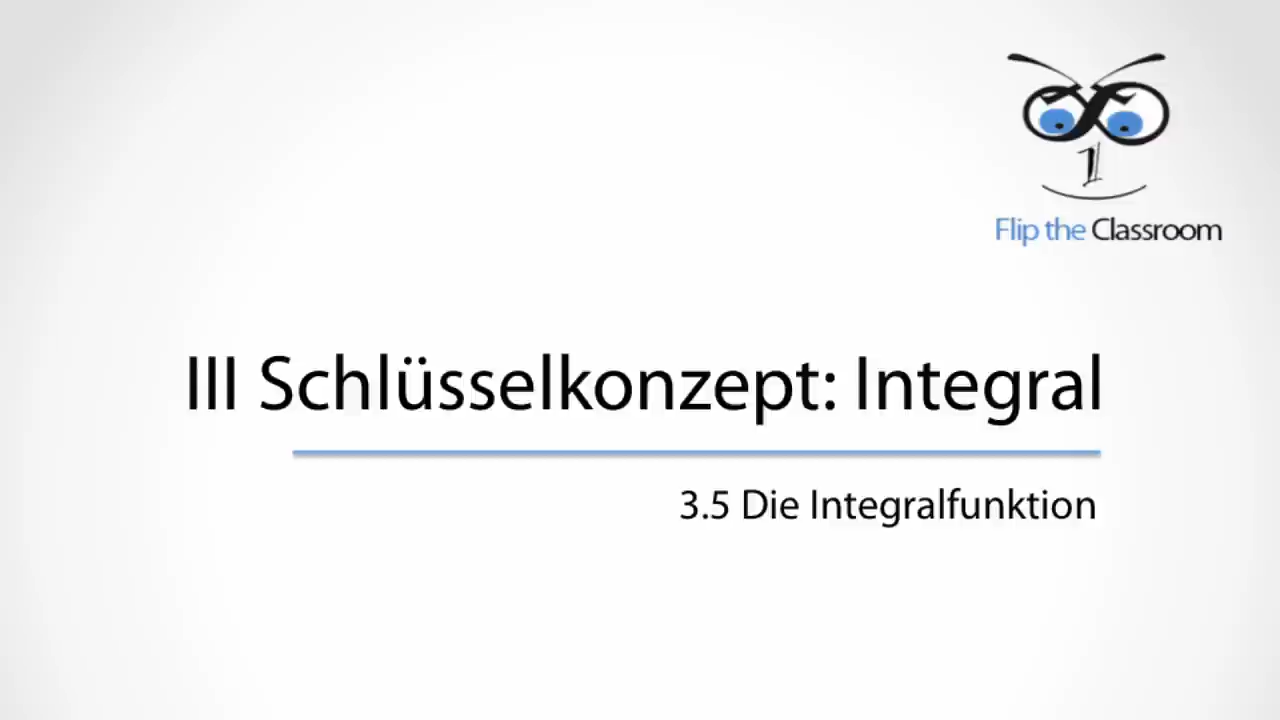 Flip the Classroom
III Schlüsselkonzept: Integral
3.5 Die Integralfunktion